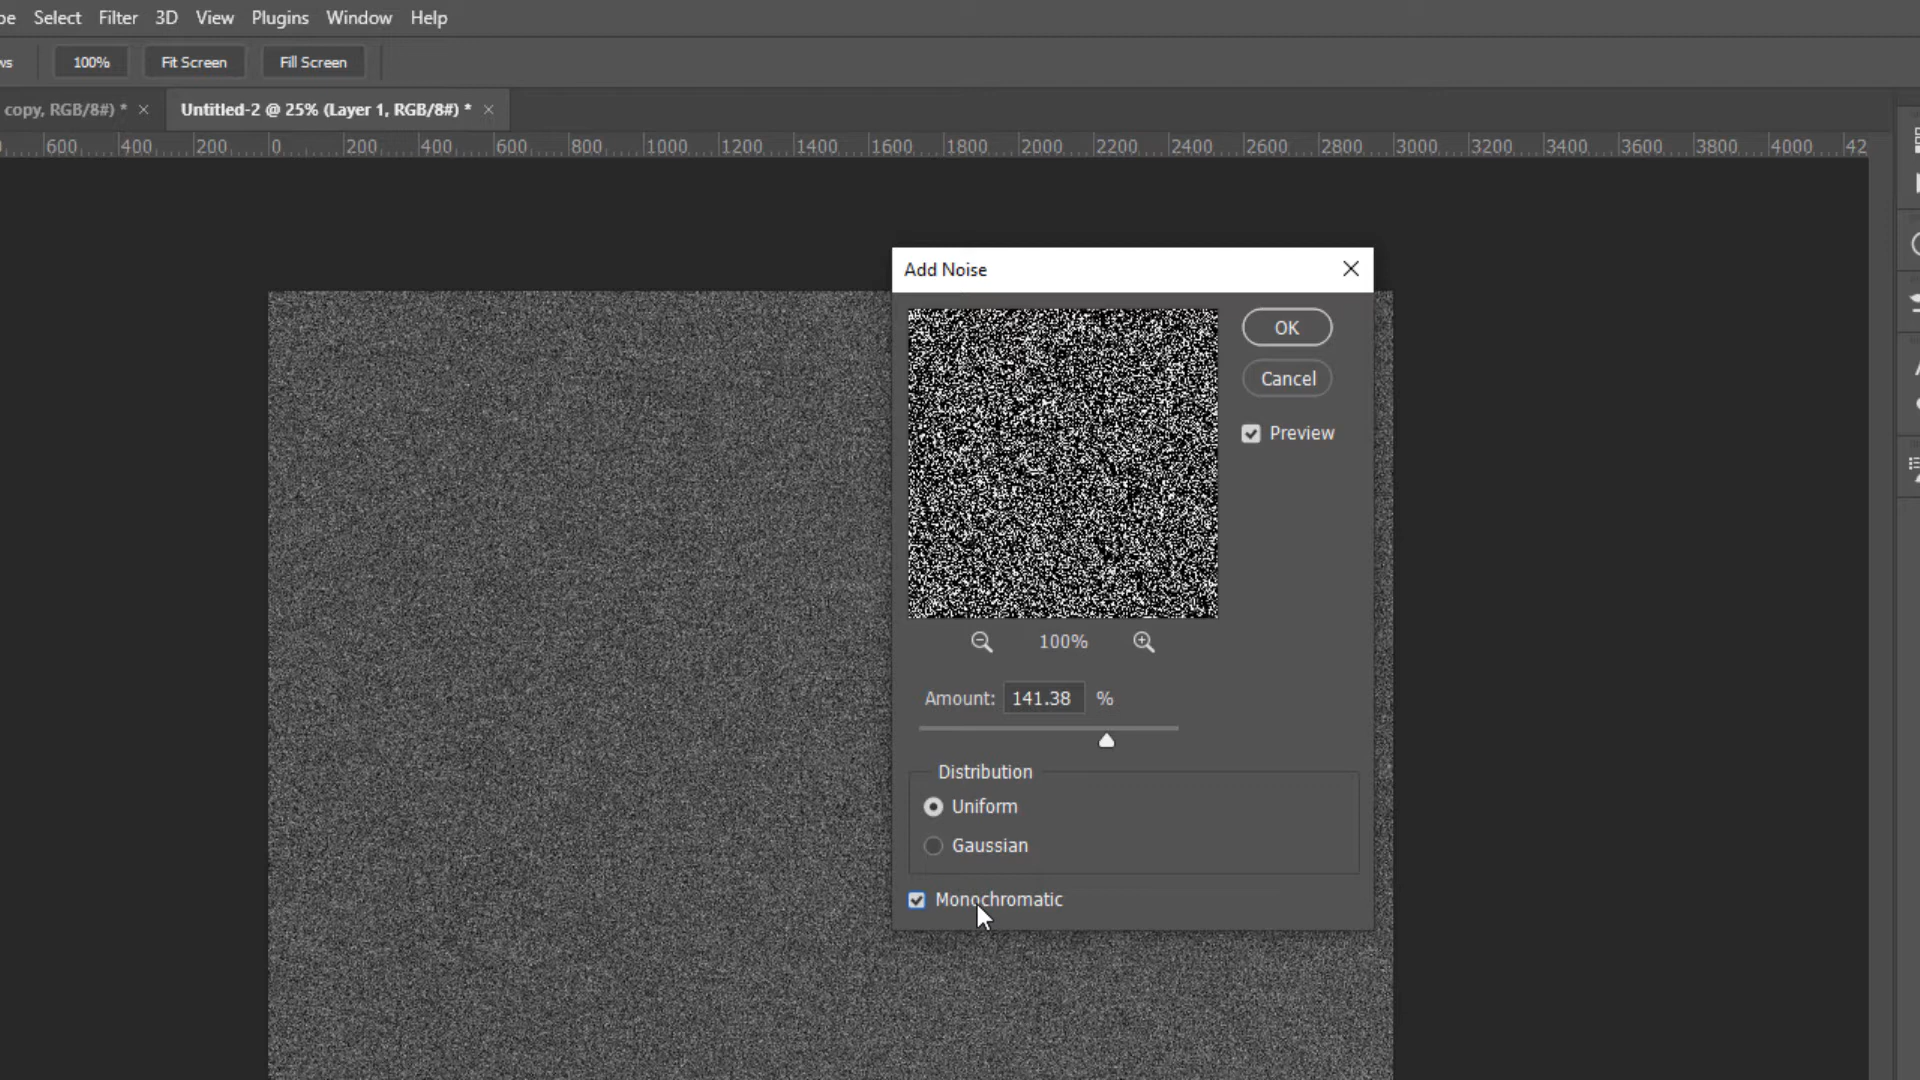 pe Select Filter 3D View Plugins Window Help
ws 100% Fit Screen Fill Screen
copy, RGB/8#) * × Untitled-2 @ 25% (Layer 1, RGB/8#) * ×
600 400 200 0 200 400 600 800 1000 1200 1400 1600 1800 2000 2200 2400 2600 2800 3000 3200 3400 3600 3800 4000 42
Add Noise
OK
Cancel
Preview
100%
Amount: 141.38 %
Distribution
Uniform
Gaussian
Monochromatic